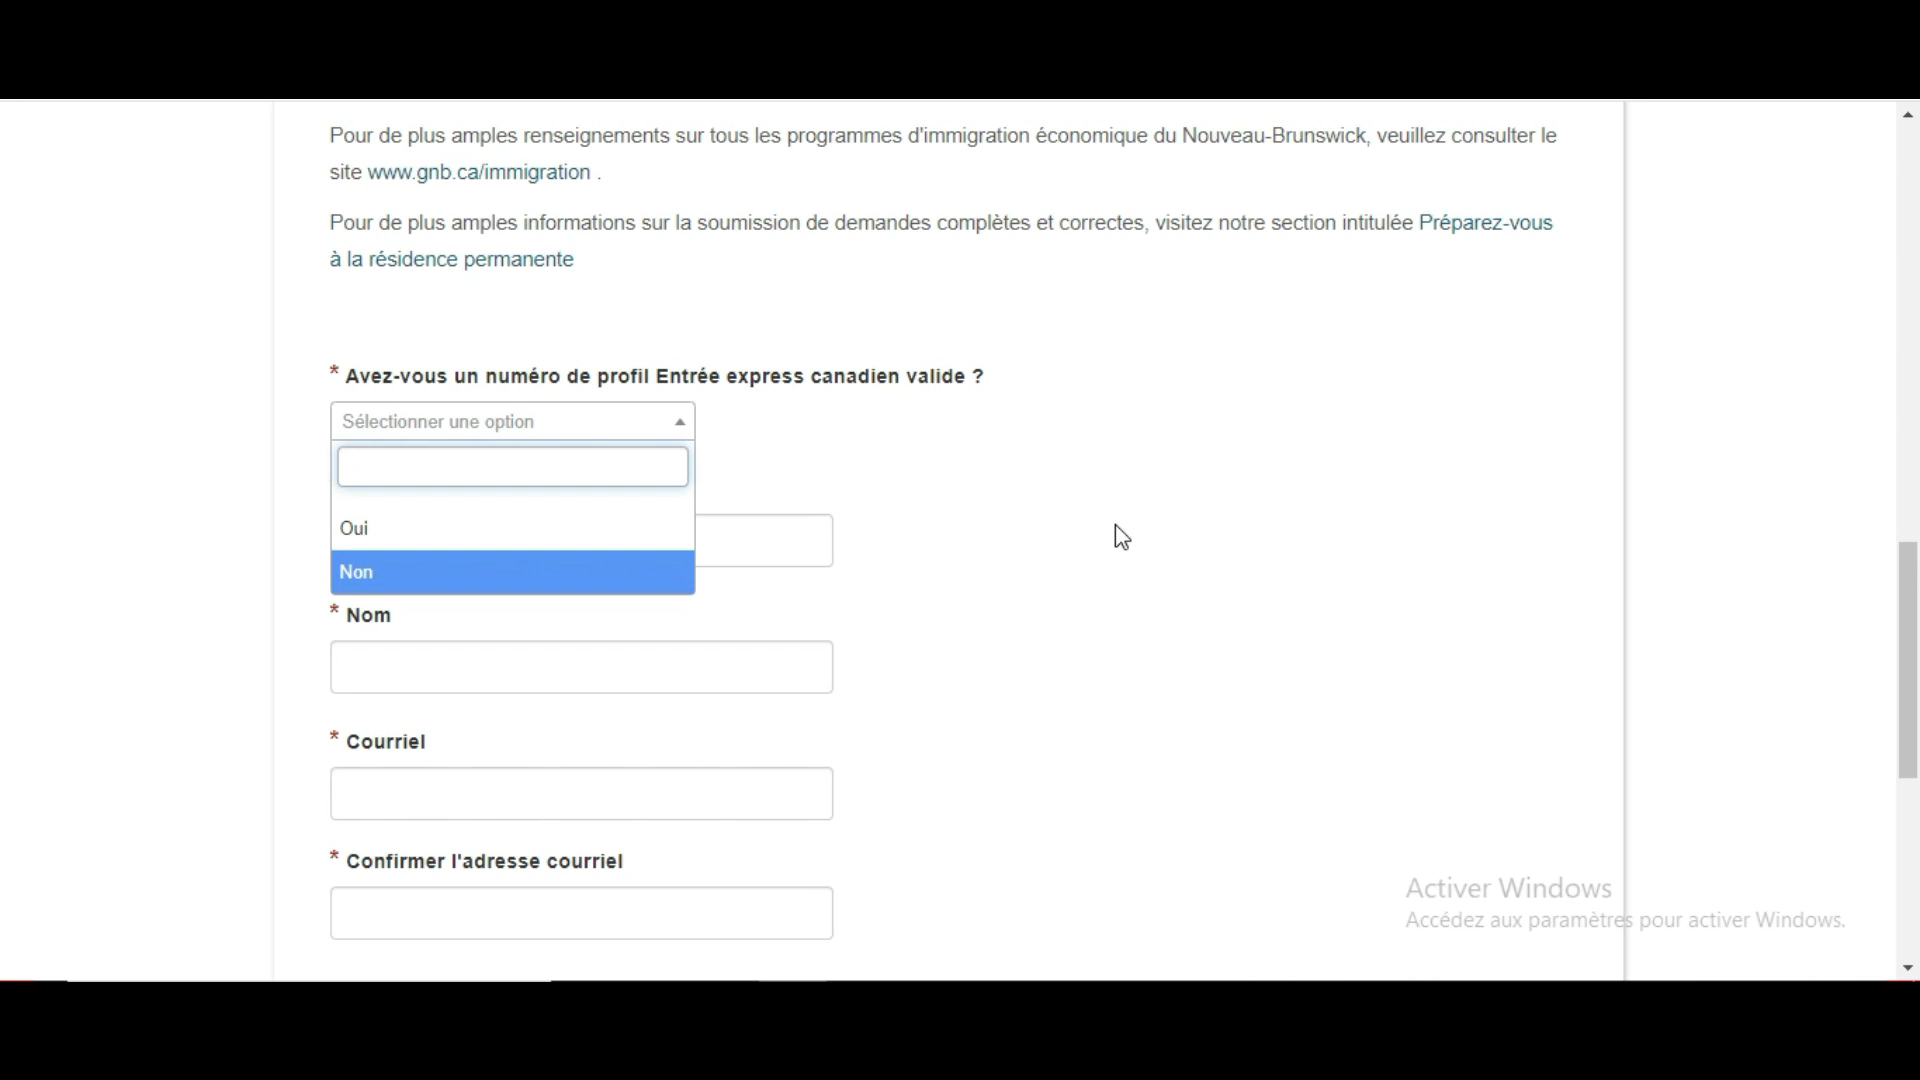 Pour de plus amples renseignements sur tous les programmes d'immigration économique du Nouveau-Brunswick, veuillez consulter le
site www.gnb.ca/immigration .
Pour de plus amples informations sur la soumission de demandes complètes et correctes, visitez notre section intitulée Préparez-vous
à la résidence permanente
* Avez-vous un numéro de profil Entrée express canadien valide ?
Sélectionner une option
Oui
Non
* Nom
* Courriel
* Confirmer l'adresse courriel
Activer Windows
Accédez aux paramètres pour activer Windows.